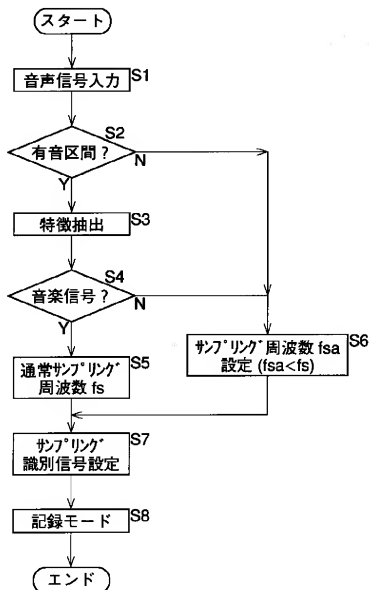 スタート
音声信号入力 S1
有音区間? S2
N
Y
特徴抽出 S3
音楽信号? S4
N
Y
通常サンプリング
周波数 fs
S5
サンプリング周波数 fsa
設定 (fsa<fs)
S6
サンプリング
識別信号設定
S7
記録モード S8
エンド